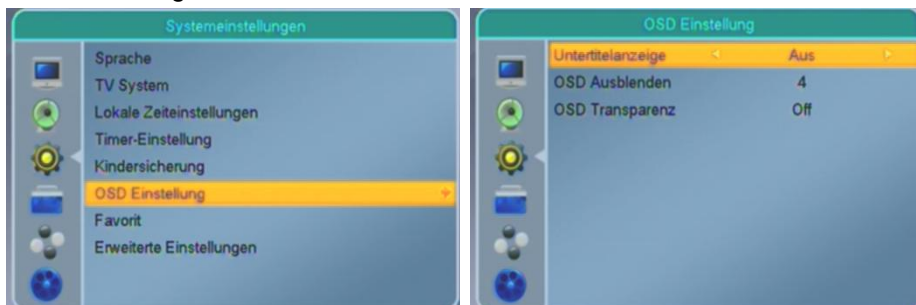 Systemeinstellungen
Sprache
TV System
Lokale Zeiteinstellungen
Timer-Einstellung
Kindersicherung
OSD Einstellung
Favorit
Erweiterte Einstellungen
OSD Einstellung
Untertitelanzeige Aus
OSD Ausblenden 4
OSD Transparenz Off